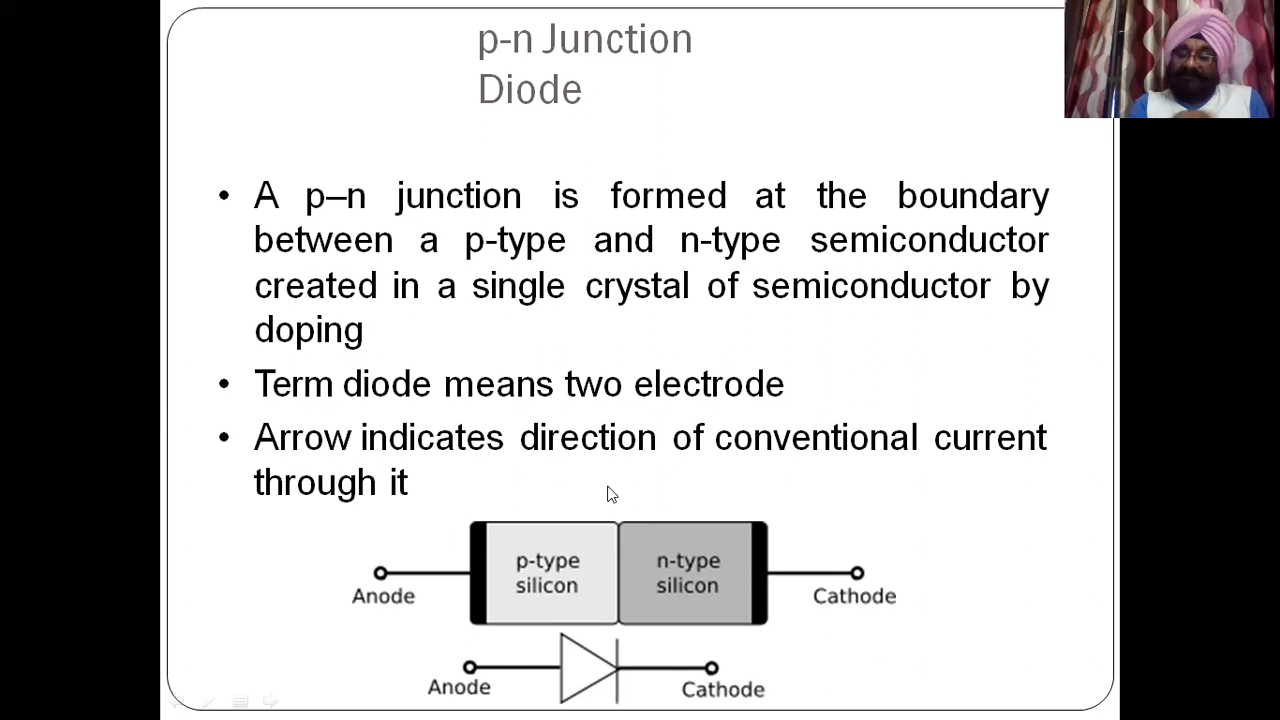 p-n Junction
Diode
• A p–n junction is formed at the boundary
between a p-type and n-type semiconductor
created in a single crystal of semiconductor by
doping
• Term diode means two electrode
• Arrow indicates direction of conventional current
through it
p-type
silicon
n-type
silicon
Anode
Cathode
Anode
Cathode